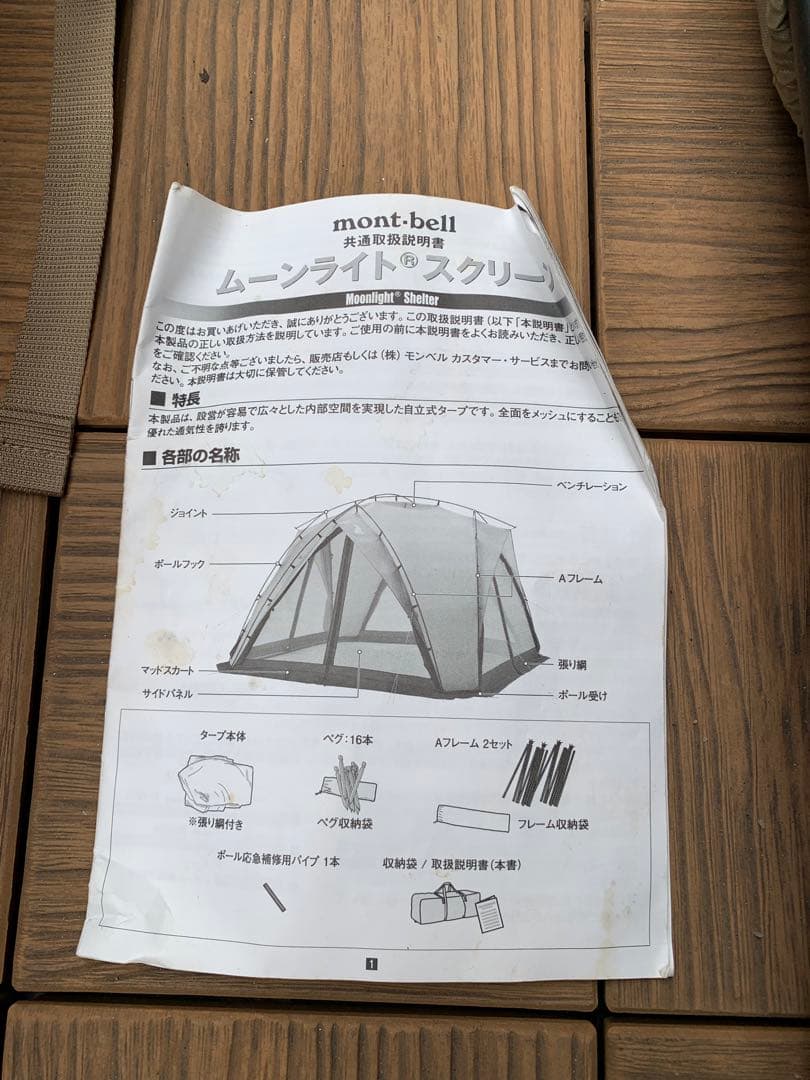 mont-bell
共通取扱説明書
ムーンライト®スクリーン
Moonlight® Shelter
この度はお買いあげいただき、誠にありがとうございます。この取扱説明書(以下「本説明書」
本製品の正しい取扱方法を説明しています。ご使用の前に本説明書をよくお読みいただき、正し
をご確認ください。
なお、ご不明な点等ございましたら、販売店もしくは(株)モンベル カスタマー・サービスまでお問
ださい。本説明書は大切に保管してください。
■ 特長
本製品は、設営が容易で広々とした内部空間を実現した自立式タープです。全面をメッシュにすること
優れた通気性を誇ります。
■ 各部の名称
ベンチレーション
ジョイント
ポールフック
Aフレーム
マッドスカート
張り綱
サイドパネル
ポール受け
タープ本体
ペグ:16本
Aフレーム 2セット
※張り綱付き
ペグ収納袋
フレーム収納袋
ポール応急補修用パイプ 1本
収納袋 / 取扱説明書(本書)
1